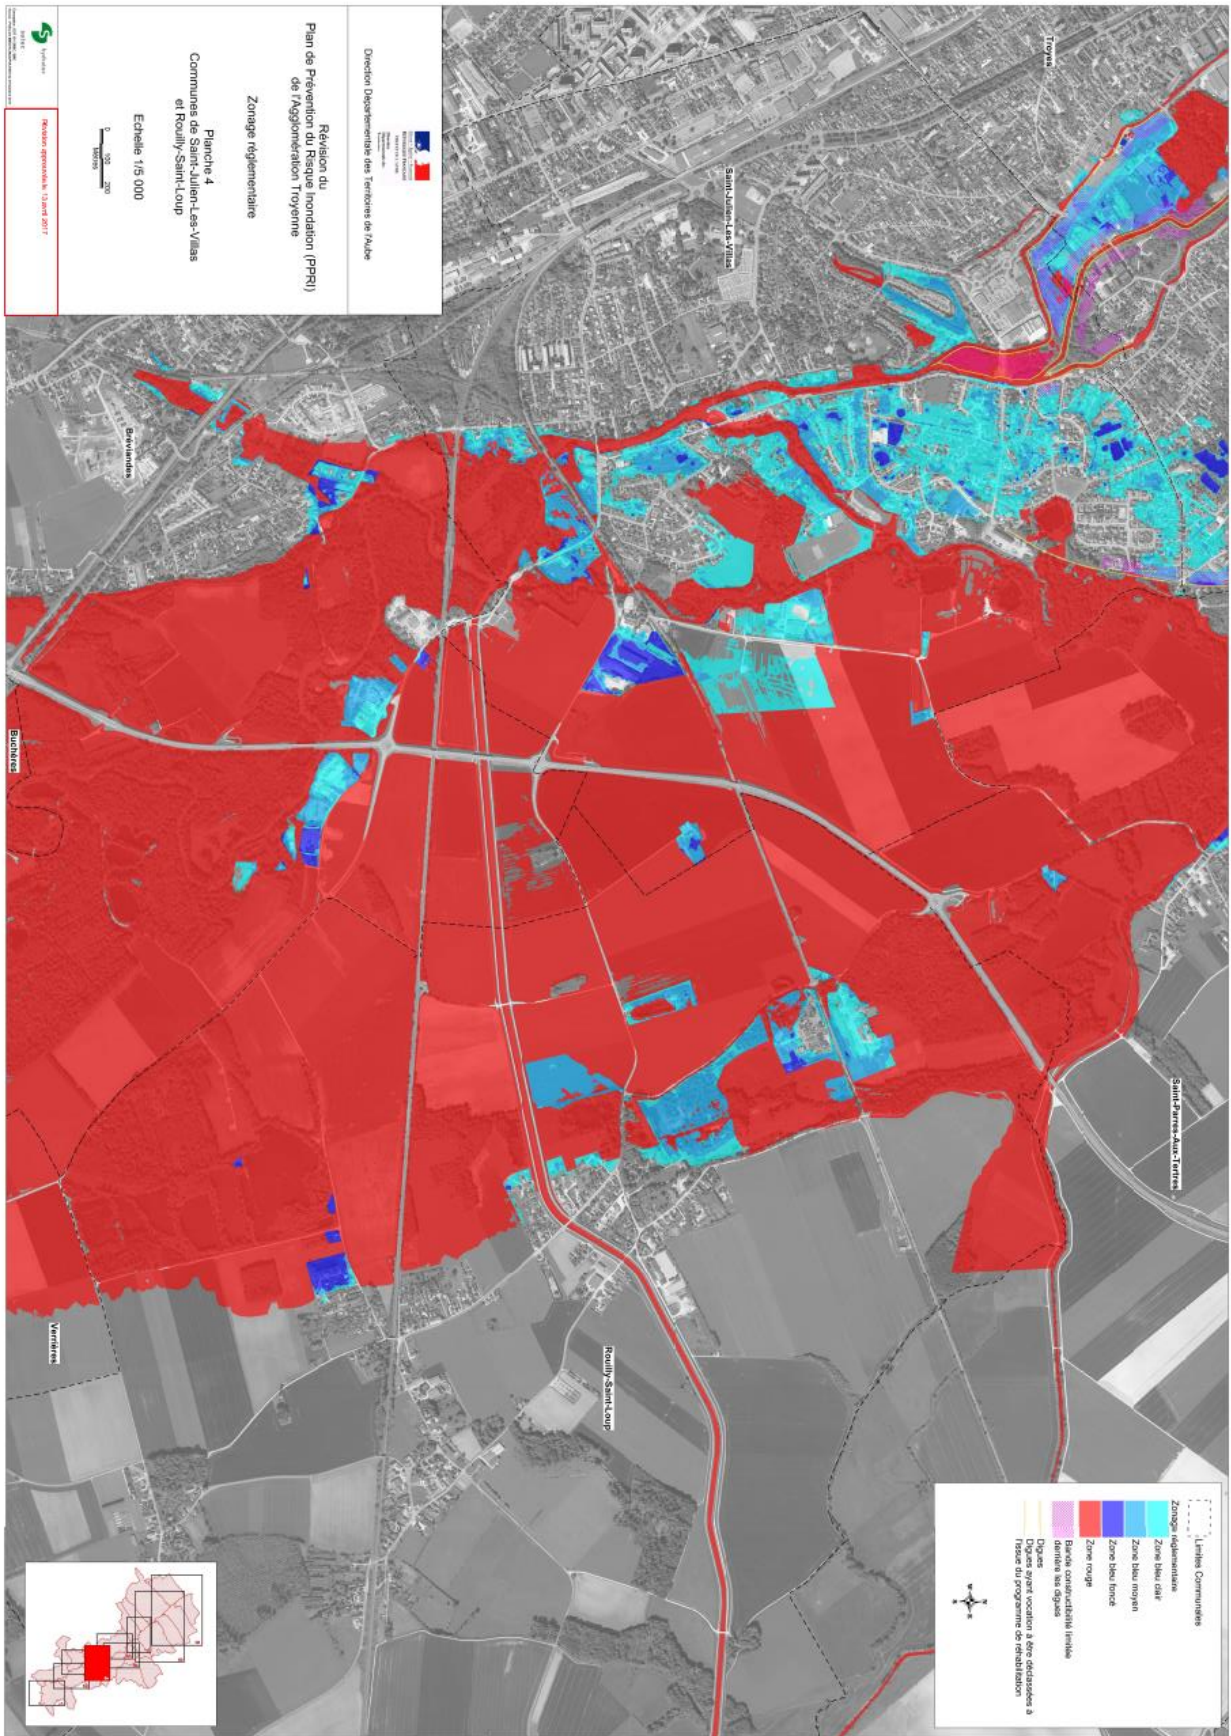 Direction Départementale des Territoires de l'Aube
Révision du
Plan de Prévention du Risque Inondation (PPRI)
de l'Agglomération Troyenne
Zonage réglementaire
Planche 4
Communes de Saint-Julien-Les-Villas
et Rouilly-Saint-Loup
Echelle 1/5 000
0 100 200
Mètres
Révision approuvée le 13 avril 2017
Troyes
Saint-Julien-Les-Villas
Bréviandes
Buchères
Saint-Parres-Aux-Tertres
Rouilly-Saint-Loup
Verrières
Limites Communales
Zonage réglementaire
Zone bleu clair
Zone bleu moyen
Zone bleu foncé
Zone rouge
Bande constructibilité limitée
derrière les digues
Digues
Digues ayant vocation à être déclassées à
l'issue du programme de réhabilitation